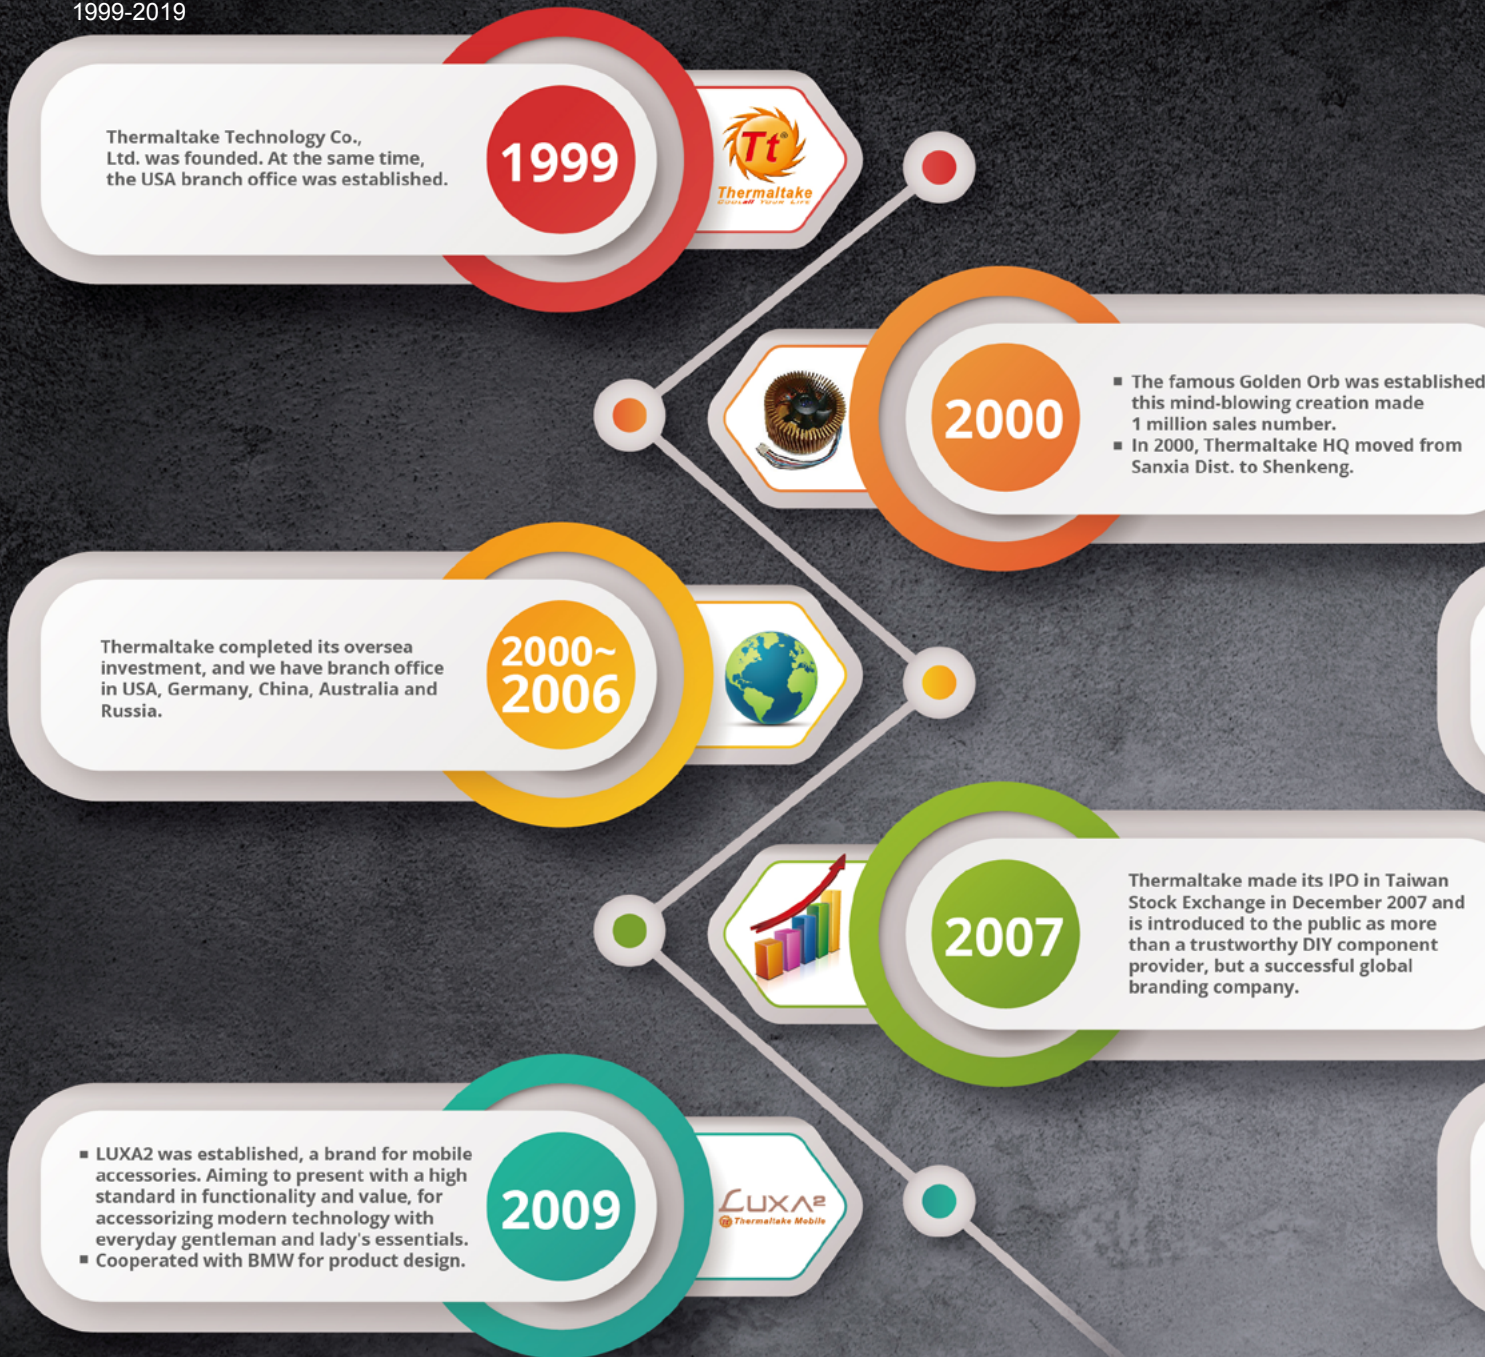 1999-2019
Thermaltake Technology Co.,
Ltd. was founded. At the same time,
the USA branch office was established.
1999
Tt®
Thermaltake
COOL all YOUR LIFE
2000
■ The famous Golden Orb was established
this mind-blowing creation made
1 million sales number.
■ In 2000, Thermaltake HQ moved from
Sanxia Dist. to Shenkeng.
Thermaltake completed its oversea
investment, and we have branch office
in USA, Germany, China, Australia and
Russia.
2000~
2006
2007
Thermaltake made its IPO in Taiwan
Stock Exchange in December 2007 and
is introduced to the public as more
than a trustworthy DIY component
provider, but a successful global
branding company.
■ LUXA2 was established, a brand for mobile
accessories. Aiming to present with a high
standard in functionality and value, for
accessorizing modern technology with
everyday gentleman and lady's essentials.
■ Cooperated with BMW for product design.
2009
LUXA2
Tt Thermaltake Mobile